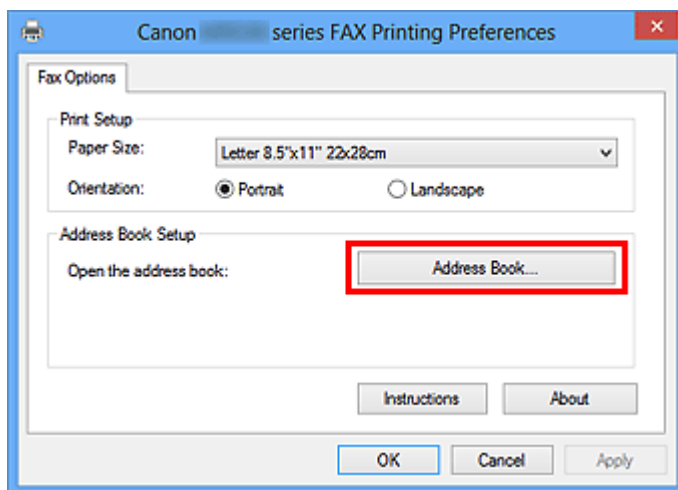 Canon series FAX Printing Preferences
Fax Options
Print Setup
Paper Size: Letter 8.5"x11" 22x28cm
Orientation: Portrait Landscape
Address Book Setup
Open the address book: Address Book...
Instructions About
OK Cancel Apply